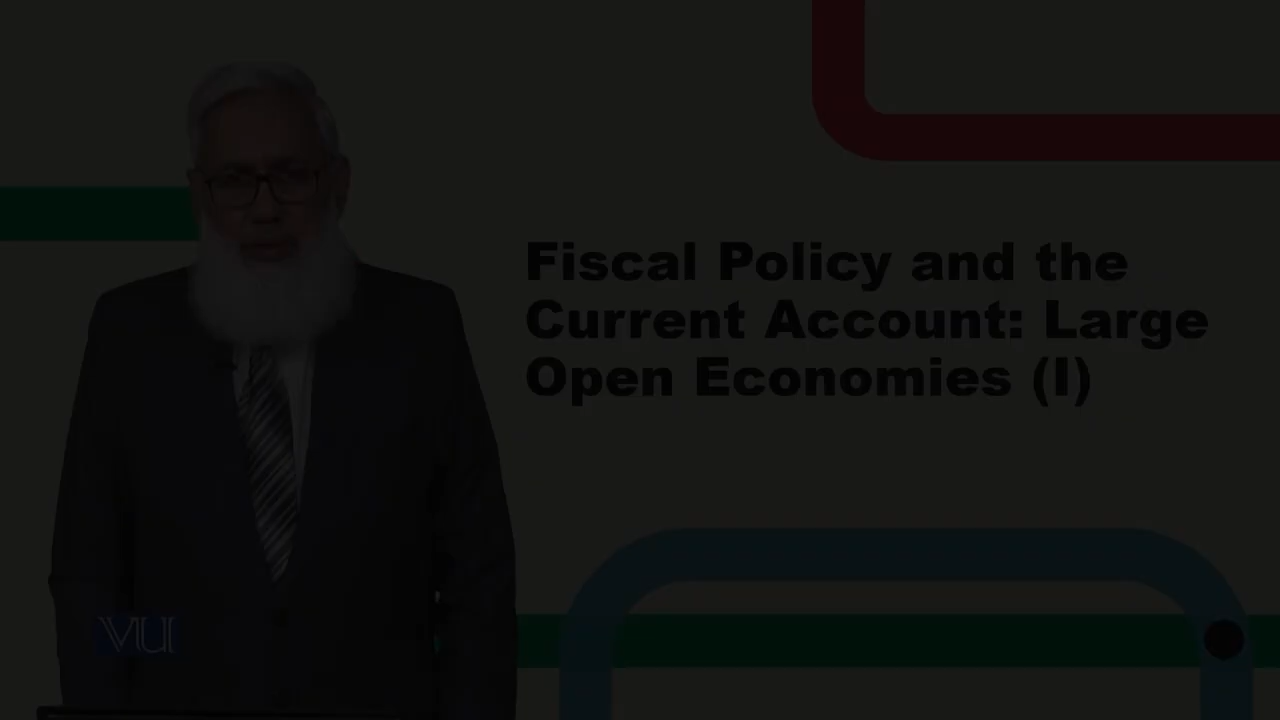 Fiscal Policy and the
Current Account: Large
Open Economies (I)
VU